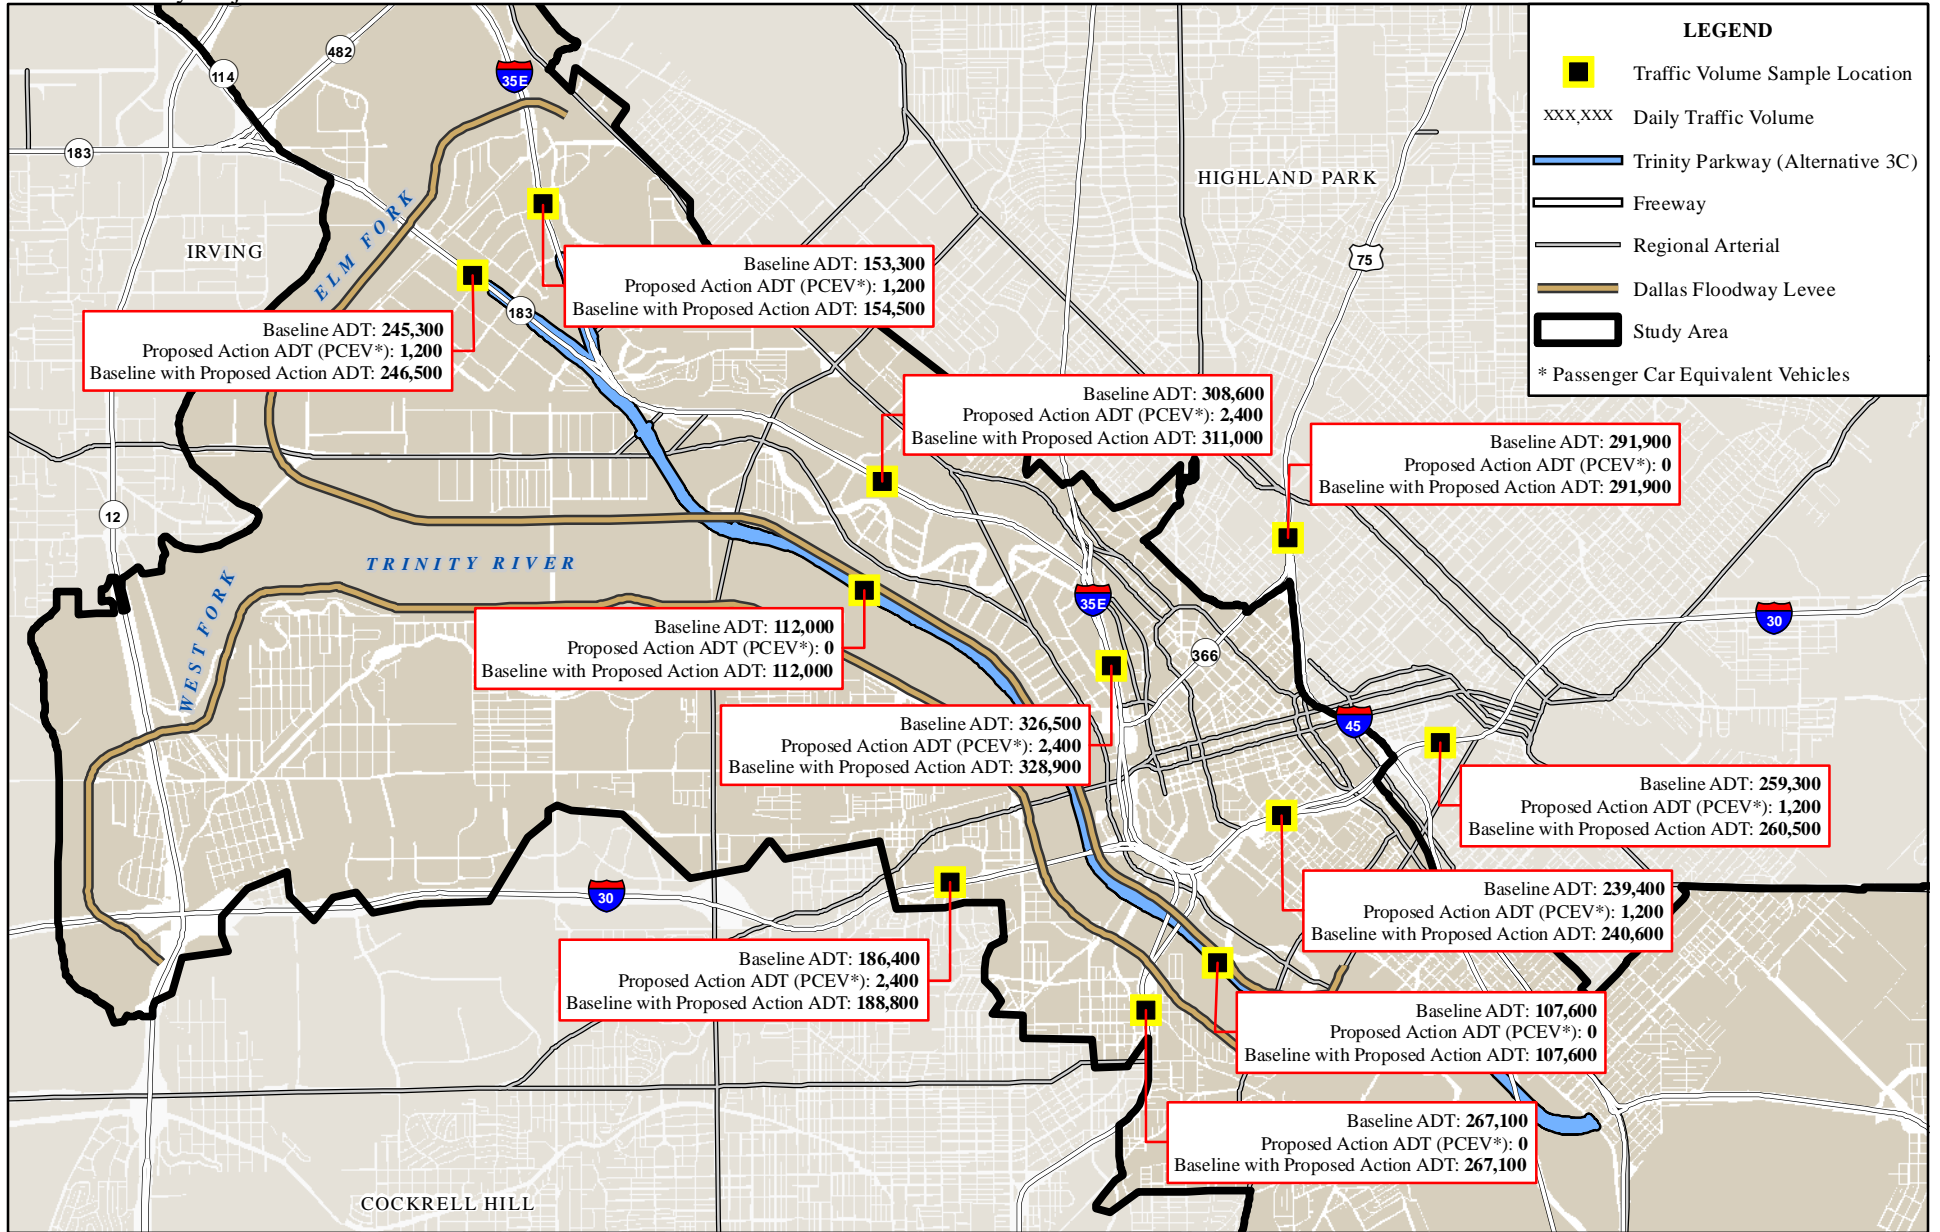 LEGEND
Traffic Volume Sample Location
XXX,XXX Daily Traffic Volume
Trinity Parkway (Alternative 3C)
Freeway
Regional Arterial
Dallas Floodway Levee
Study Area
* Passenger Car Equivalent Vehicles
482
114
35E
183
HIGHLAND PARK
IRVING
ELM FORK
75
Baseline ADT: 153,300
Proposed Action ADT (PCEV*): 1,200
Baseline with Proposed Action ADT: 154,500
183
Baseline ADT: 245,300
Proposed Action ADT (PCEV*): 1,200
Baseline with Proposed Action ADT: 246,500
Baseline ADT: 308,600
Proposed Action ADT (PCEV*): 2,400
Baseline with Proposed Action ADT: 311,000
Baseline ADT: 291,900
Proposed Action ADT (PCEV*): 0
Baseline with Proposed Action ADT: 291,900
12
TRINITY RIVER
WEST FORK
35E
30
366
Baseline ADT: 112,000
Proposed Action ADT (PCEV*): 0
Baseline with Proposed Action ADT: 112,000
45
Baseline ADT: 326,500
Proposed Action ADT (PCEV*): 2,400
Baseline with Proposed Action ADT: 328,900
Baseline ADT: 259,300
Proposed Action ADT (PCEV*): 1,200
Baseline with Proposed Action ADT: 260,500
30
Baseline ADT: 239,400
Proposed Action ADT (PCEV*): 1,200
Baseline with Proposed Action ADT: 240,600
Baseline ADT: 186,400
Proposed Action ADT (PCEV*): 2,400
Baseline with Proposed Action ADT: 188,800
Baseline ADT: 107,600
Proposed Action ADT (PCEV*): 0
Baseline with Proposed Action ADT: 107,600
Baseline ADT: 267,100
Proposed Action ADT (PCEV*): 0
Baseline with Proposed Action ADT: 267,100
COCKRELL HILL